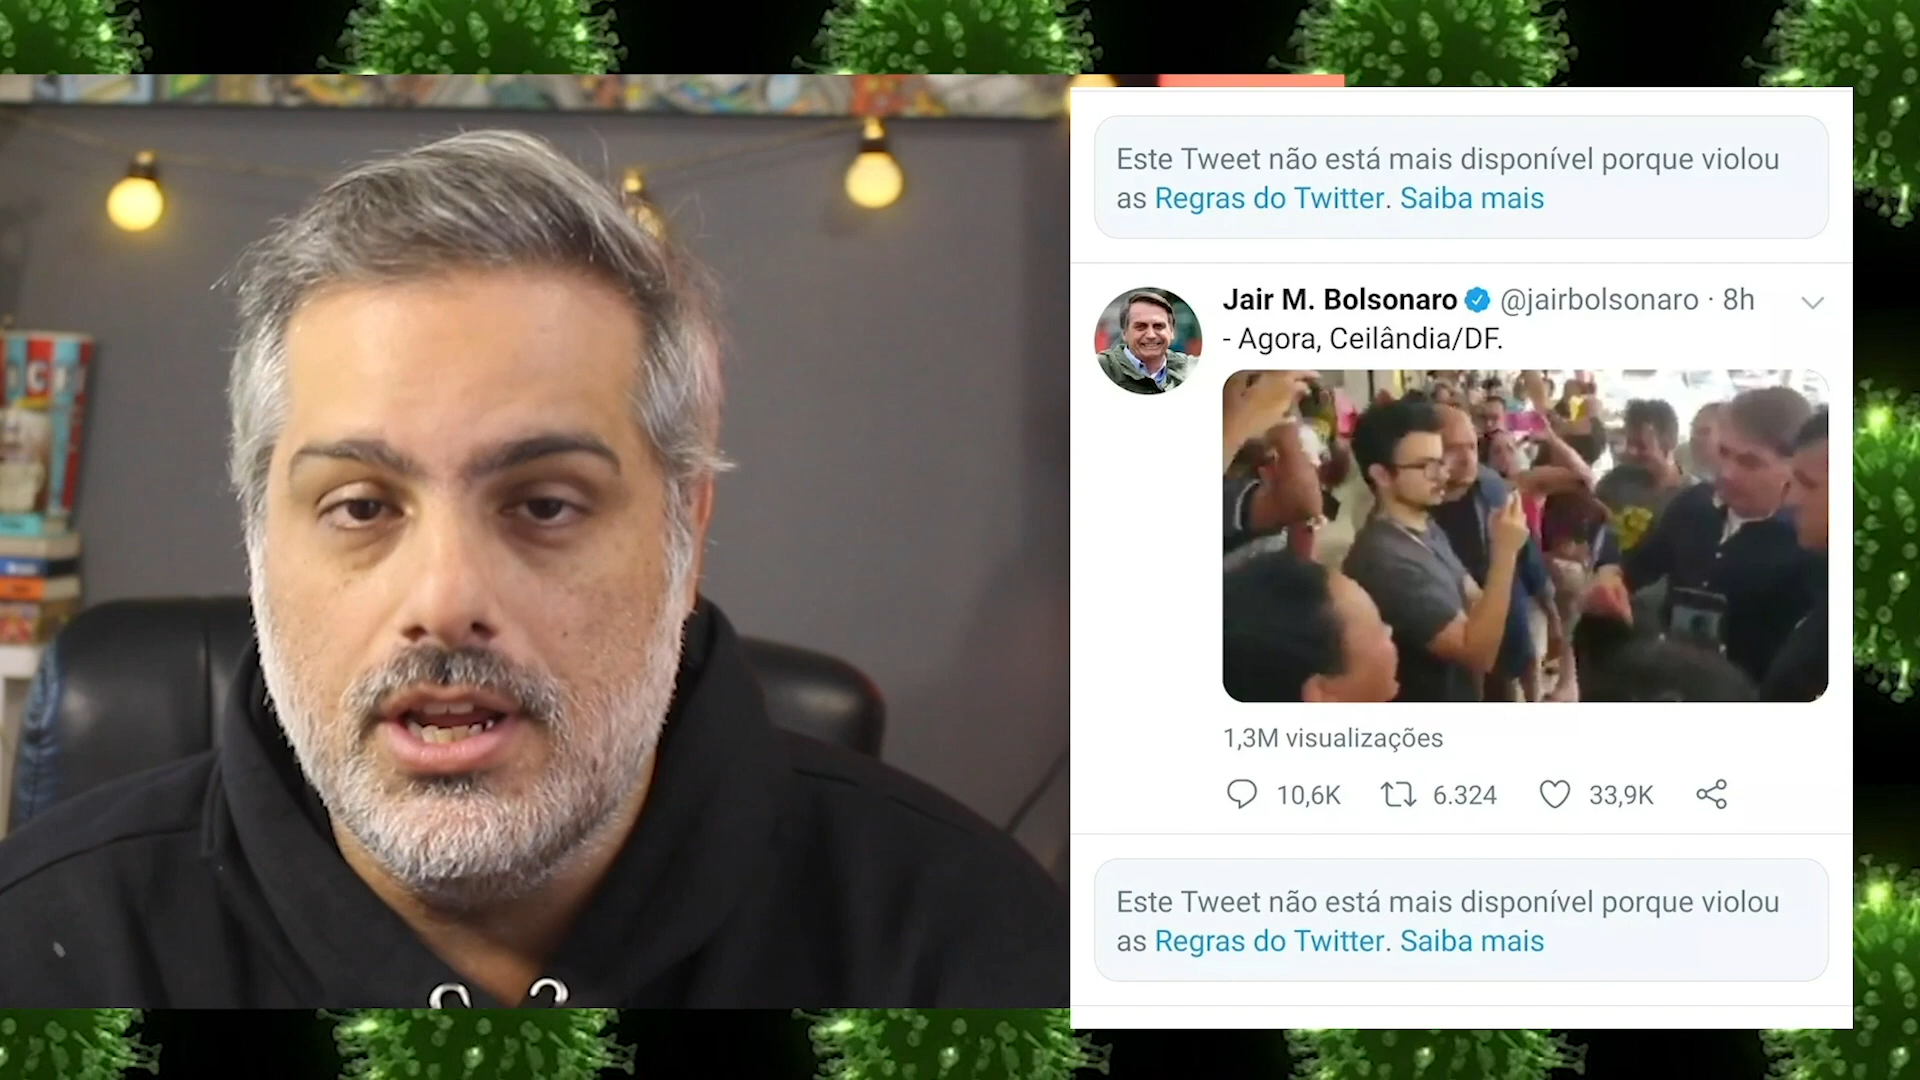 Este Tweet não está mais disponível porque violou
as Regras do Twitter. Saiba mais
Jair M. Bolsonaro @jairbolsonaro · 8h
- Agora, Ceilândia/DF.
1,3M visualizações
10,6K 6.324 33,9K
Este Tweet não está mais disponível porque violou
as Regras do Twitter. Saiba mais